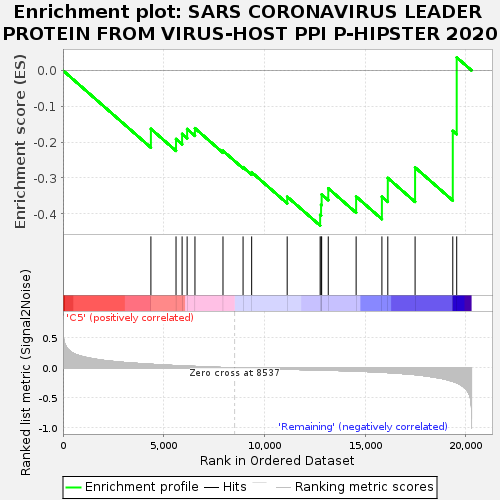 Enrichment plot: SARS CORONAVIRUS LEADER
PROTEIN FROM VIRUS-HOST PPI P-HIPSTER 2020
Enrichment score (ES)
0.0
-0.1
-0.2
-0.3
-0.4
Ranked list metric (Signal2Noise)
'C5' (positively correlated)
0.5
0.0
-0.5
-1.0
Zero cross at 8537
'Remaining' (negatively correlated)
0
5,000
10,000
15,000
20,000
Rank in Ordered Dataset
Enrichment profile
Hits
Ranking metric scores